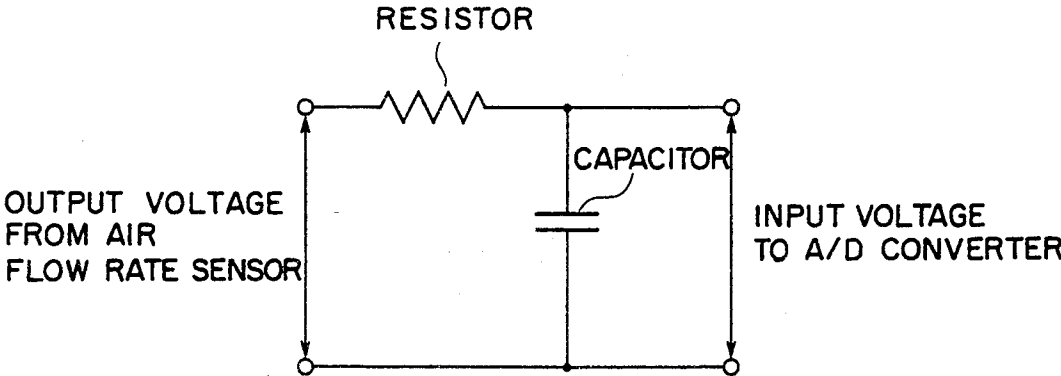 RESISTOR
CAPACITOR
OUTPUT VOLTAGE
FROM AIR
FLOW RATE SENSOR
INPUT VOLTAGE
TO A/D CONVERTER